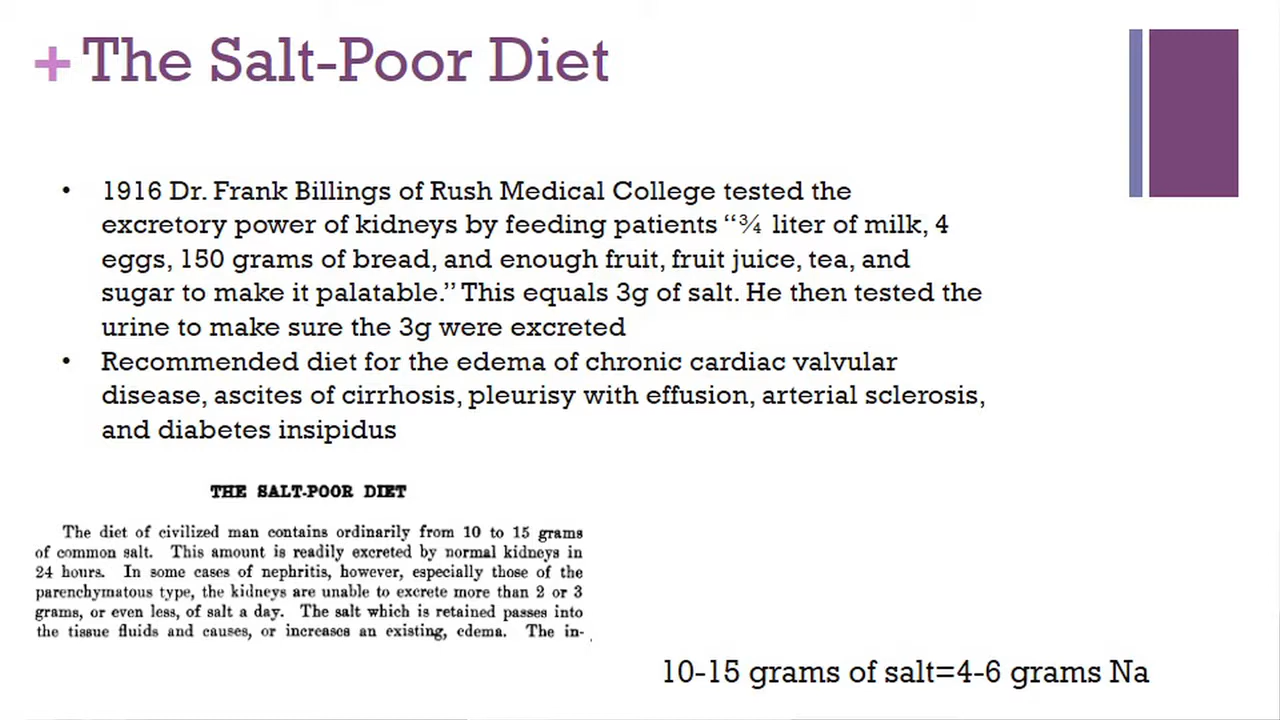 + The Salt-Poor Diet
• 1916 Dr. Frank Billings of Rush Medical College tested the
excretory power of kidneys by feeding patients “¾ liter of milk, 4
eggs, 150 grams of bread, and enough fruit, fruit juice, tea, and
sugar to make it palatable.” This equals 3g of salt. He then tested the
urine to make sure the 3g were excreted
• Recommended diet for the edema of chronic cardiac valvular
disease, ascites of cirrhosis, pleurisy with effusion, arterial sclerosis,
and diabetes insipidus
THE SALT-POOR DIET
The diet of civilized man contains ordinarily from 10 to 15 grams
of common salt. This amount is readily excreted by normal kidneys in
24 hours. In some cases of nephritis, however, especially those of the
parenchymatous type, the kidneys are unable to excrete more than 2 or 3
grams, or even less, of salt a day. The salt which is retained passes into
the tissue fluids and causes, or increases an existing, edema. The in-
10-15 grams of salt=4-6 grams Na